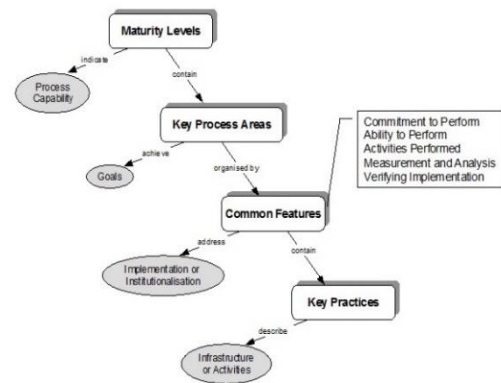 Maturity Levels
indicate
contain
Process
Capability
Key Process Areas
Commitment to Perform
Ability to Perform
Activities Performed
Measurement and Analysis
Verifying Implementation
achieve
organised by
Goals
Common Features
address
contain
Implementation or
Institutionalisation
Key Practices
describe
Infrastructure
or Activities